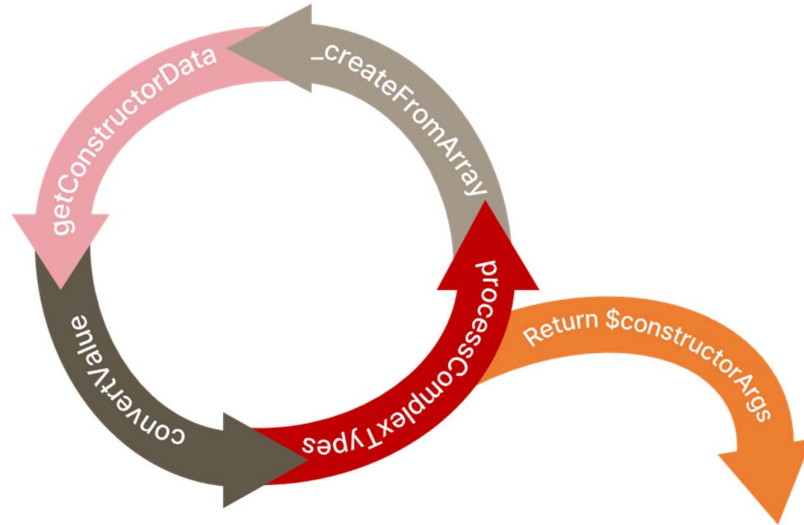 _createFromArray
getConstructorData
convertValue
processComplexTypes
Return $constructorArgs